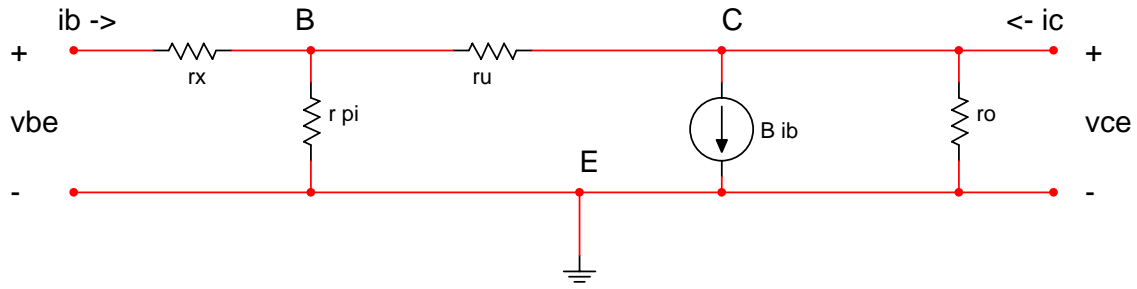 ib ->
B
C
<- ic
+
+
rx
ru
vbe
r pi
B ib
ro
vce
E
-
-